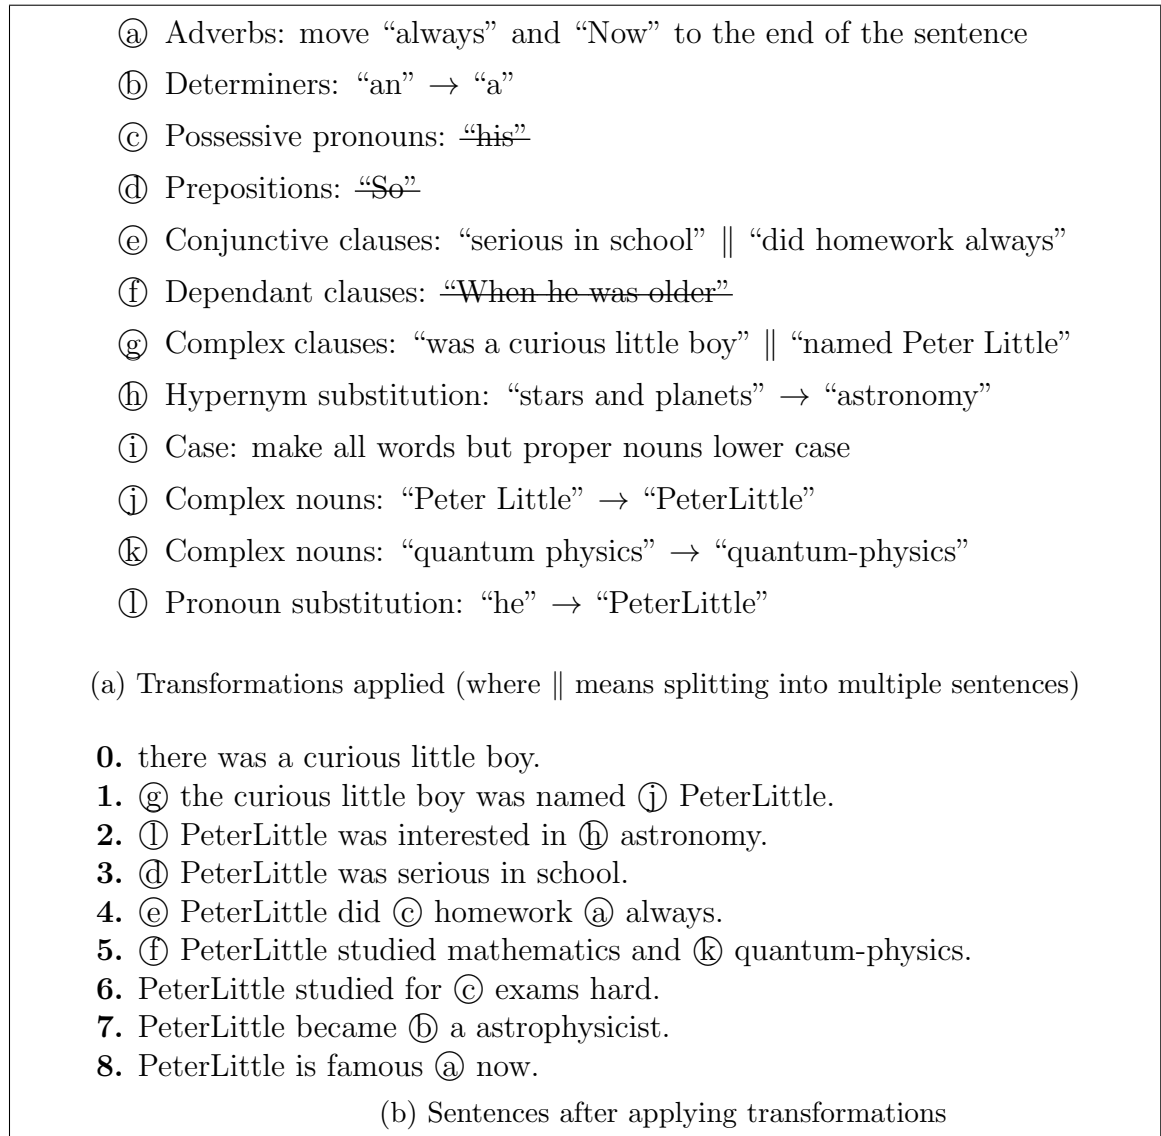 ⓐ Adverbs: move “always” and “Now” to the end of the sentence
ⓑ Determiners: “an” → “a”
ⓒ Possessive pronouns: “his”
ⓓ Prepositions: “So”
ⓔ Conjunctive clauses: “serious in school” ∥ “did homework always”
ⓕ Dependant clauses: “When he was older”
ⓖ Complex clauses: “was a curious little boy” ∥ “named Peter Little”
ⓗ Hypernym substitution: “stars and planets” → “astronomy”
ⓘ Case: make all words but proper nouns lower case
ⓙ Complex nouns: “Peter Little” → “PeterLittle”
ⓚ Complex nouns: “quantum physics” → “quantum-physics”
ⓛ Pronoun substitution: “he” → “PeterLittle”
(a) Transformations applied (where ∥ means splitting into multiple sentences)
0. there was a curious little boy.
1. ⓖ the curious little boy was named ⓙ PeterLittle.
2. ⓛ PeterLittle was interested in ⓗ astronomy.
3. ⓓ PeterLittle was serious in school.
4. ⓔ PeterLittle did ⓒ homework ⓐ always.
5. ⓕ PeterLittle studied mathematics and ⓚ quantum-physics.
6. PeterLittle studied for ⓒ exams hard.
7. PeterLittle became ⓑ a astrophysicist.
8. PeterLittle is famous ⓐ now.
(b) Sentences after applying transformations